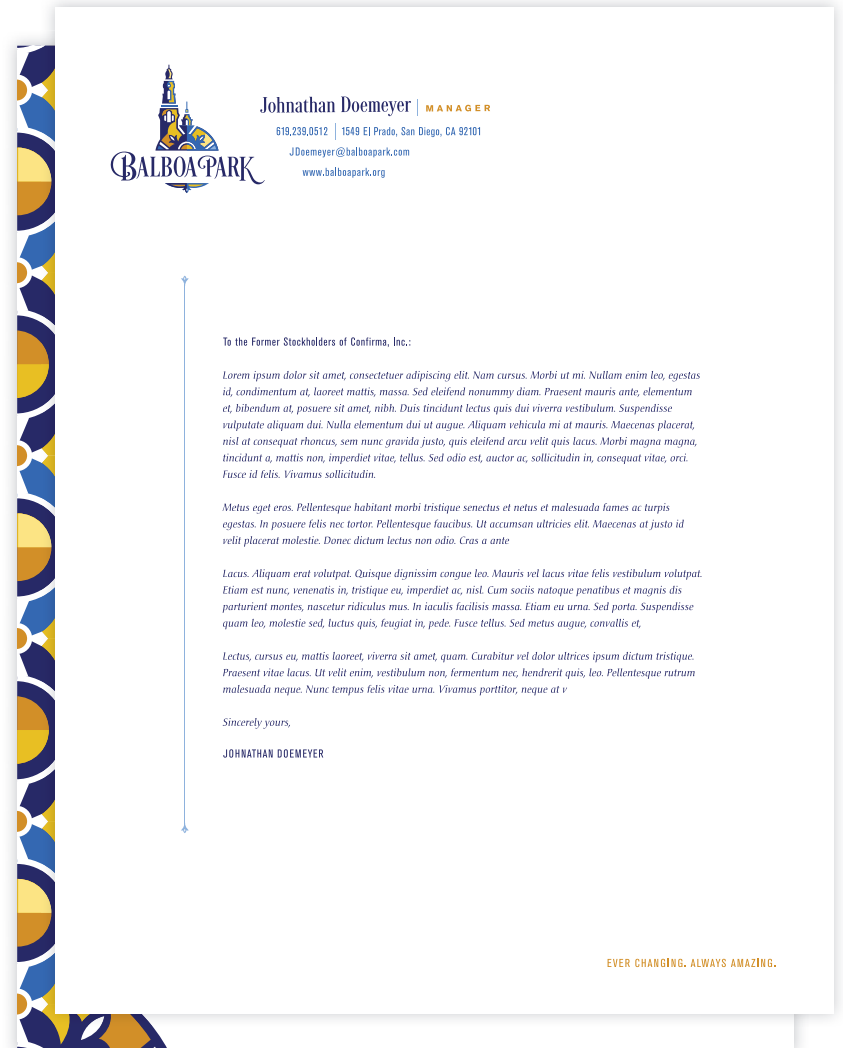 BALBOA PARK
Johnathan Doemeyer | MANAGER
619,239,0512 | 1549 El Prado, San Diego, CA 92101
JDoemeyer@balboapark.com
www.balboapark.org
To the Former Stockholders of Confirma, Inc.:
Lorem ipsum dolor sit amet, consectetuer adipiscing elit. Nam cursus. Morbi ut mi. Nullam enim leo, egestas
id, condimentum at, laoreet mattis, massa. Sed eleifend nonummy diam. Praesent mauris ante, elementum
et, bibendum at, posuere sit amet, nibh. Duis tincidunt lectus quis dui viverra vestibulum. Suspendisse
vulputate aliquam dui. Nulla elementum dui ut augue. Aliquam vehicula mi at mauris. Maecenas placerat,
nisl at consequat rhoncus, sem nunc gravida justo, quis eleifend arcu velit quis lacus. Morbi magna magna,
tincidunt a, mattis non, imperdiet vitae, tellus. Sed odio est, auctor ac, sollicitudin in, consequat vitae, orci.
Fusce id felis. Vivamus sollicitudin.
Metus eget eros. Pellentesque habitant morbi tristique senectus et netus et malesuada fames ac turpis
egestas. In posuere felis nec tortor. Pellentesque faucibus. Ut accumsan ultricies elit. Maecenas at justo id
velit placerat molestie. Donec dictum lectus non odio. Cras a ante
Lacus. Aliquam erat volutpat. Quisque dignissim congue leo. Mauris vel lacus vitae felis vestibulum volutpat.
Etiam est nunc, venenatis in, tristique eu, imperdiet ac, nisl. Cum sociis natoque penatibus et magnis dis
parturient montes, nascetur ridiculus mus. In iaculis facilisis massa. Etiam eu urna. Sed porta. Suspendisse
quam leo, molestie sed, luctus quis, feugiat in, pede. Fusce tellus. Sed metus augue, convallis et,
Lectus, cursus eu, mattis laoreet, viverra sit amet, quam. Curabitur vel dolor ultrices ipsum dictum tristique.
Praesent vitae lacus. Ut velit enim, vestibulum non, fermentum nec, hendrerit quis, leo. Pellentesque rutrum
malesuada neque. Nunc tempus felis vitae urna. Vivamus porttitor, neque at v
Sincerely yours,
JOHNATHAN DOEMEYER
EVER CHANGING. ALWAYS AMAZING.